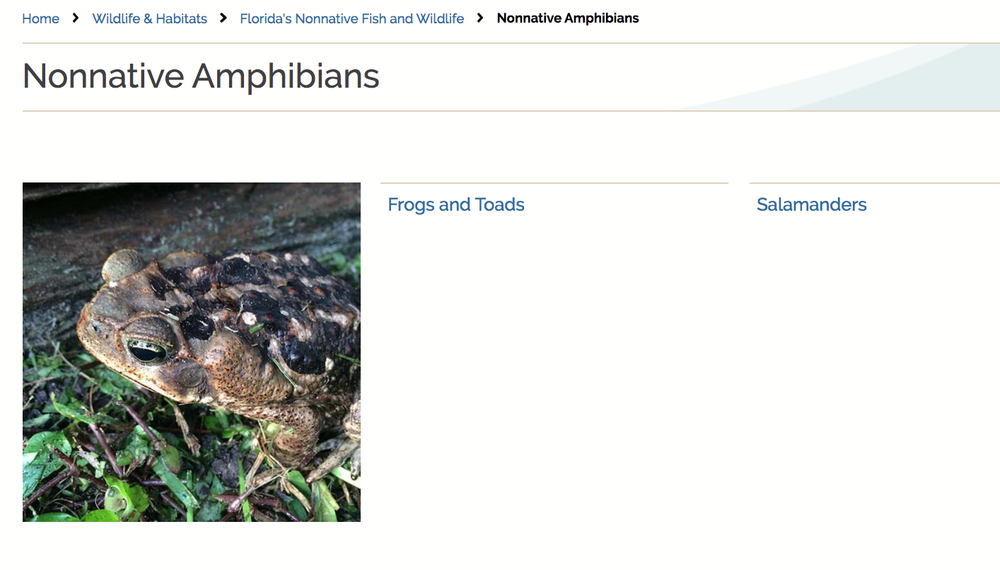 Home > Wildlife & Habitats > Florida's Nonnative Fish and Wildlife > Nonnative Amphibians
Nonnative Amphibians
Frogs and Toads
Salamanders